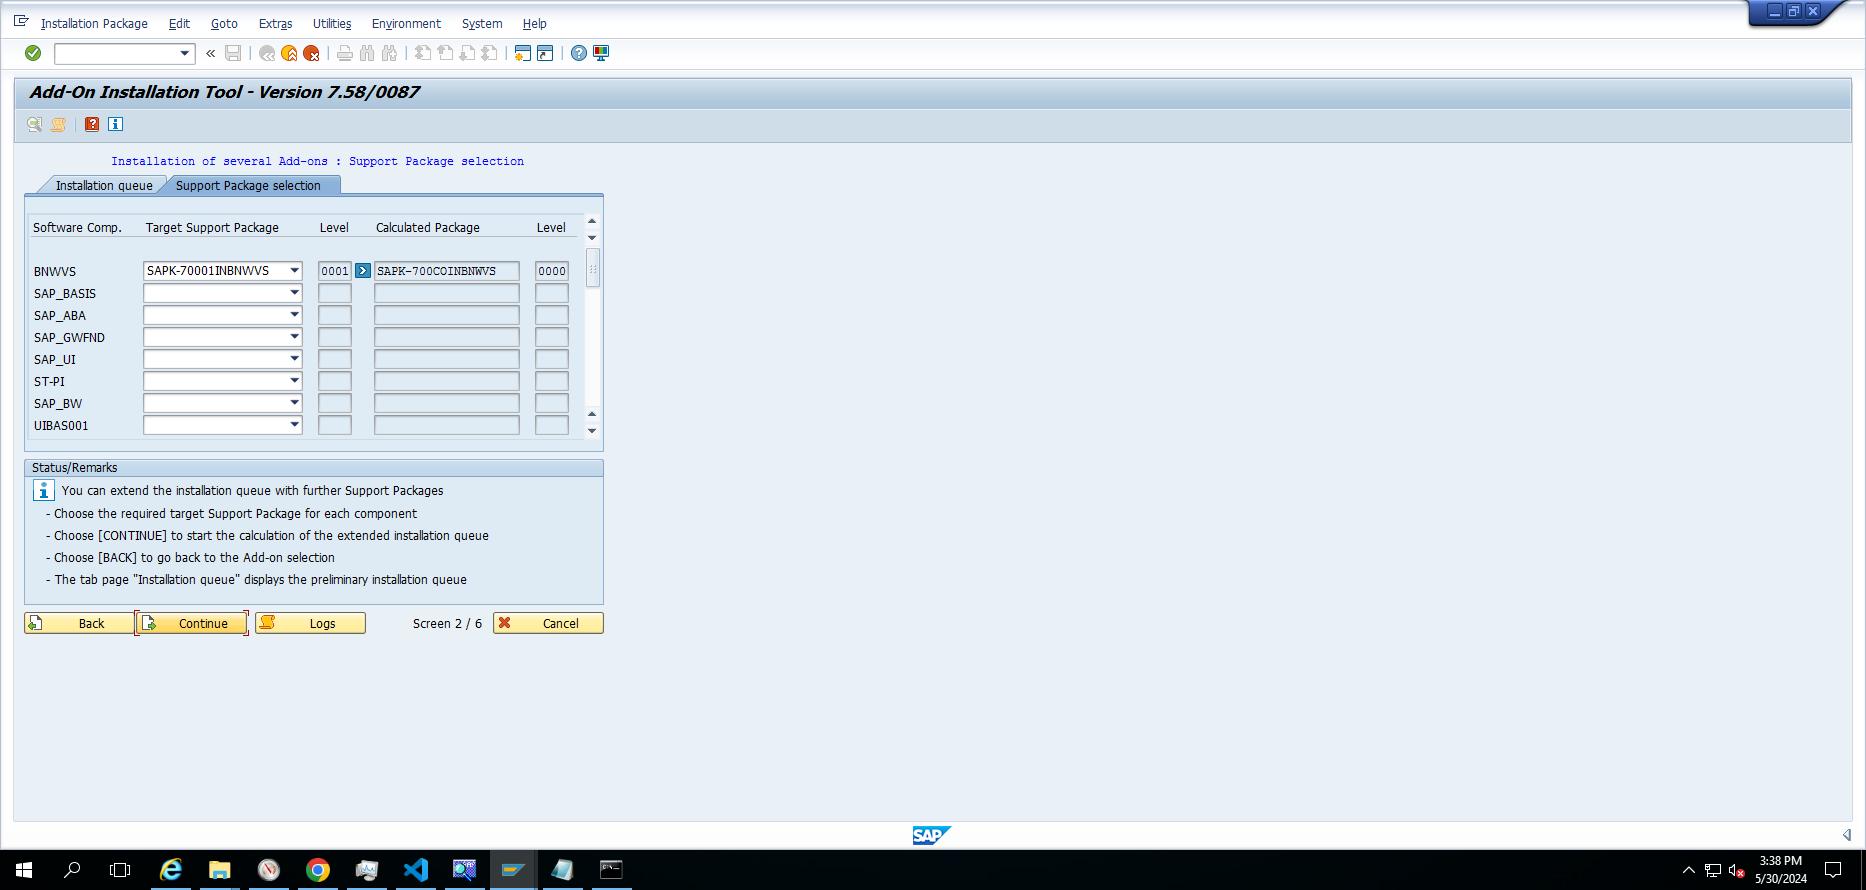 Installation Package Edit Goto Extras Utilities Environment System Help
Add-On Installation Tool - Version 7.58/0087
Installation of several Add-ons : Support Package selection
Installation queue Support Package selection
Software Comp. Target Support Package Level Calculated Package Level
BNWVS SAPK-70001INBNWVS 0001 SAPK-700COINBNWVS 0000
SAP_BASIS
SAP_ABA
SAP_GWFND
SAP_UI
ST-PI
SAP_BW
UIBAS001
Status/Remarks
You can extend the installation queue with further Support Packages
- Choose the required target Support Package for each component
- Choose [CONTINUE] to start the calculation of the extended installation queue
- Choose [BACK] to go back to the Add-on selection
- The tab page "Installation queue" displays the preliminary installation queue
Back Continue Logs Screen 2 / 6 Cancel
SAP
3:38 PM
5/30/2024